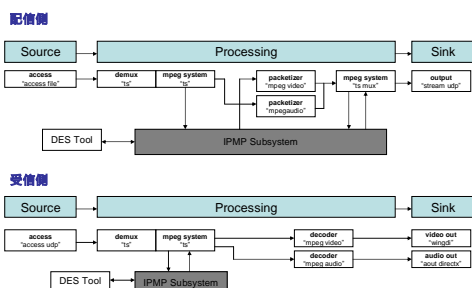 配信側
Source
Processing
Sink
access
"access file"
demux
"ts"
mpeg system
"ts"
packetizer
"mpeg video"
packetizer
"mpegaudio"
mpeg system
"ts mux"
output
"stream udp"
DES Tool
IPMP Subsystem
受信側
Source
Processing
Sink
access
"access udp"
demux
"ts"
mpeg system
"ts"
decoder
"mpeg video"
decoder
"mpeg audio"
video out
"wingdi"
audio out
"aout directx"
DES Tool
IPMP Subsystem